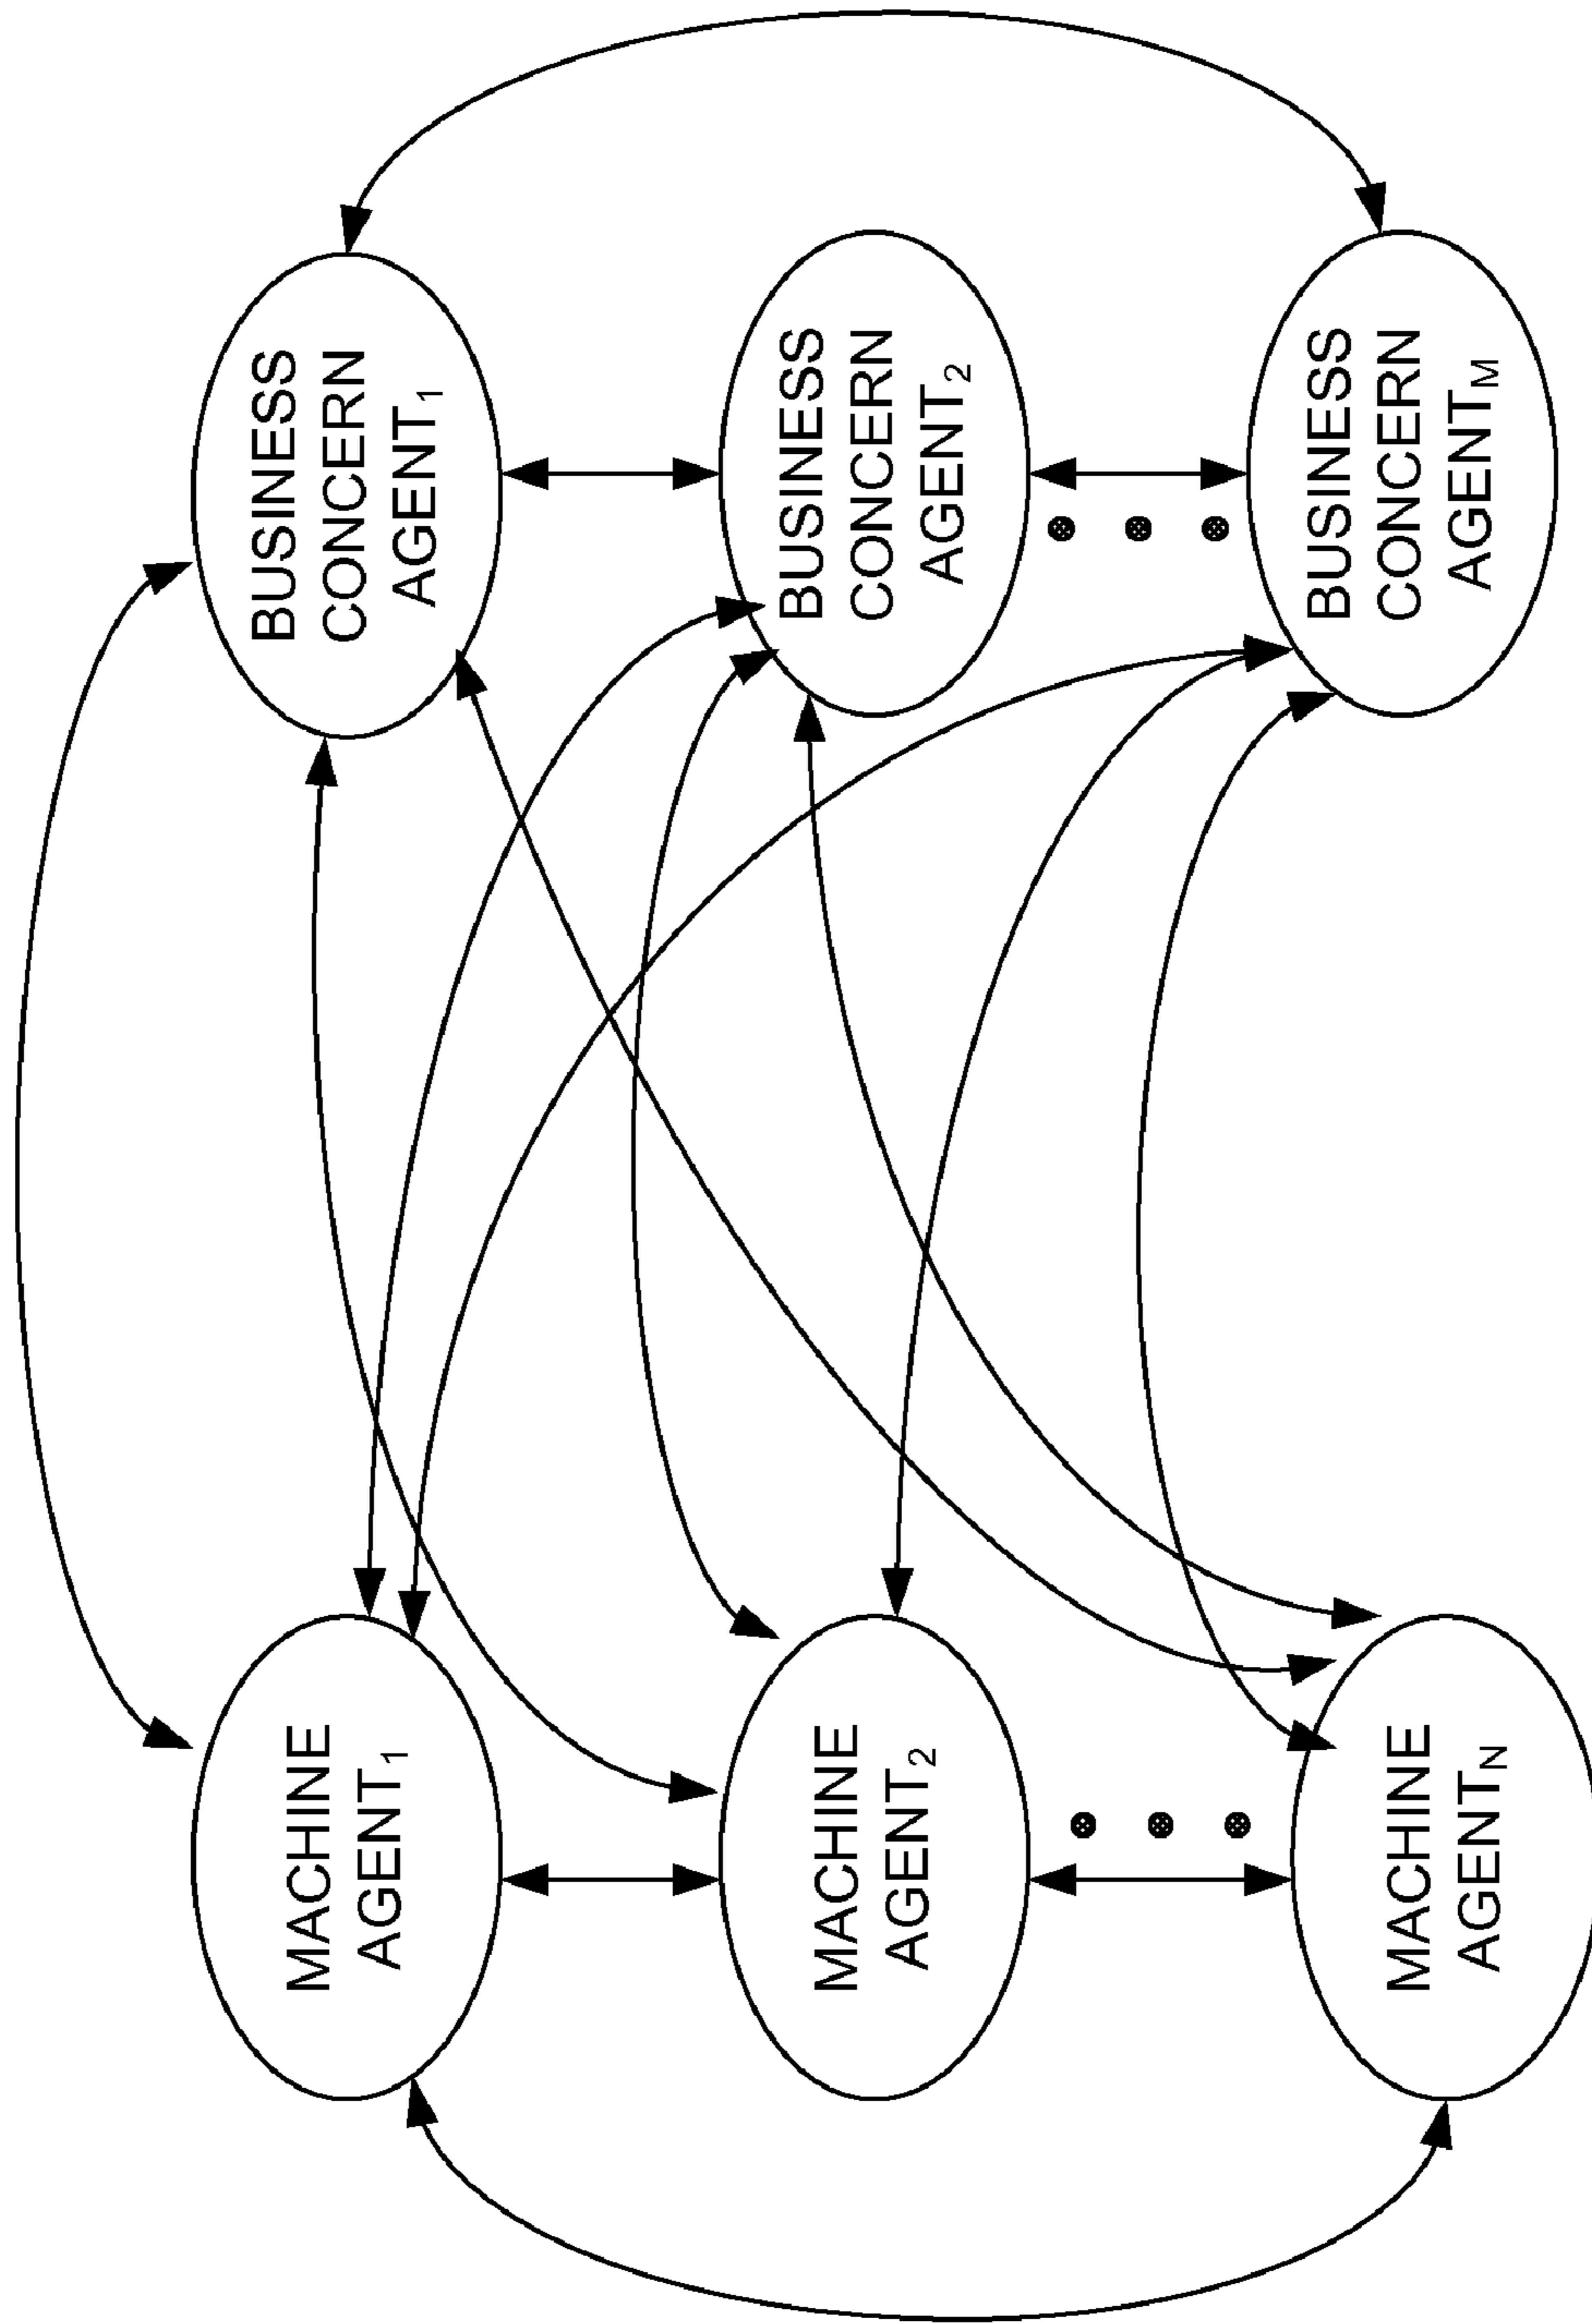 BUSINESS
CONCERN
AGENT₁
BUSINESS
CONCERN
AGENT₂
BUSINESS
CONCERN
AGENTM
MACHINE
AGENT₁
MACHINE
AGENT₂
MACHINE
AGENTN